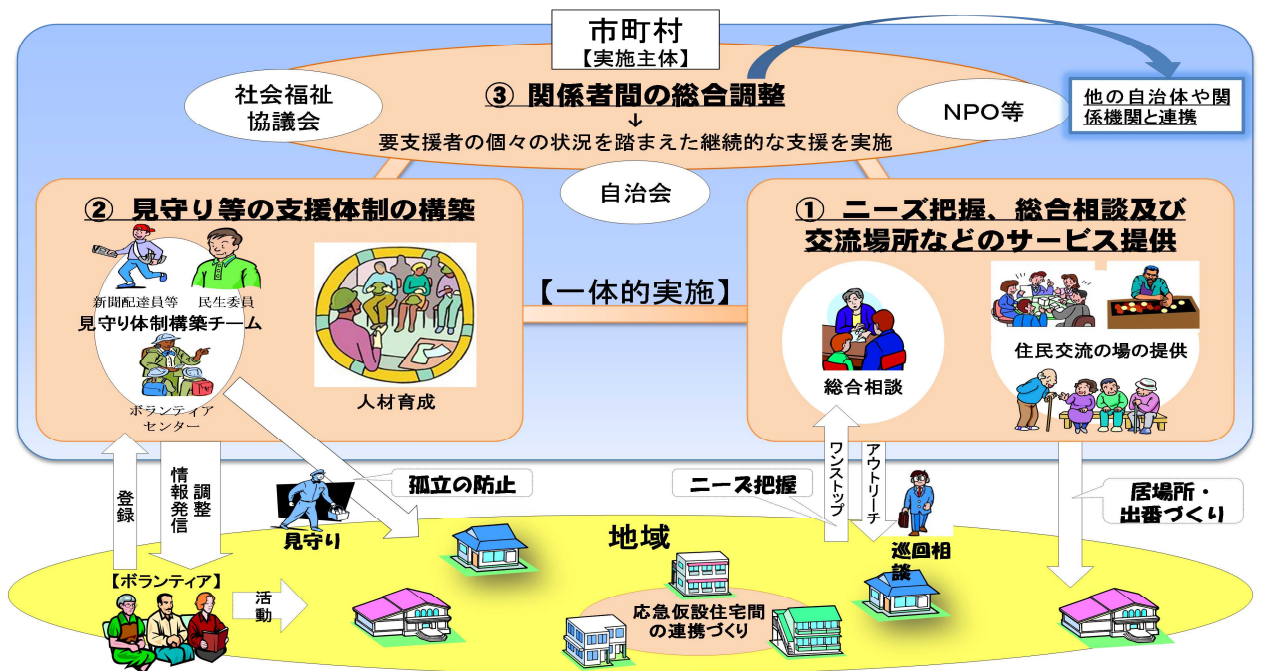 市町村
【実施主体】
③ 関係者間の総合調整
↓
要支援者の個々の状況を踏まえた継続的な支援を実施
社会福祉
協議会
NPO等
自治会
他の自治体や関
係機関と連携
② 見守り等の支援体制の構築
新聞配達員等
民生委員
見守り体制構築チーム
ボランティア
センター
人材育成
【一体的実施】
① ニーズ把握、総合相談及び
交流場所などのサービス提供
総合相談
住民交流の場の提供
登録
調整
情報発信
見守り
孤立の防止
ニーズ把握
ワンストップ
アウトリーチ
巡回相
談
居場所・
出番づくり
地域
【ボランティア】
活動
応急仮設住宅間
の連携づくり